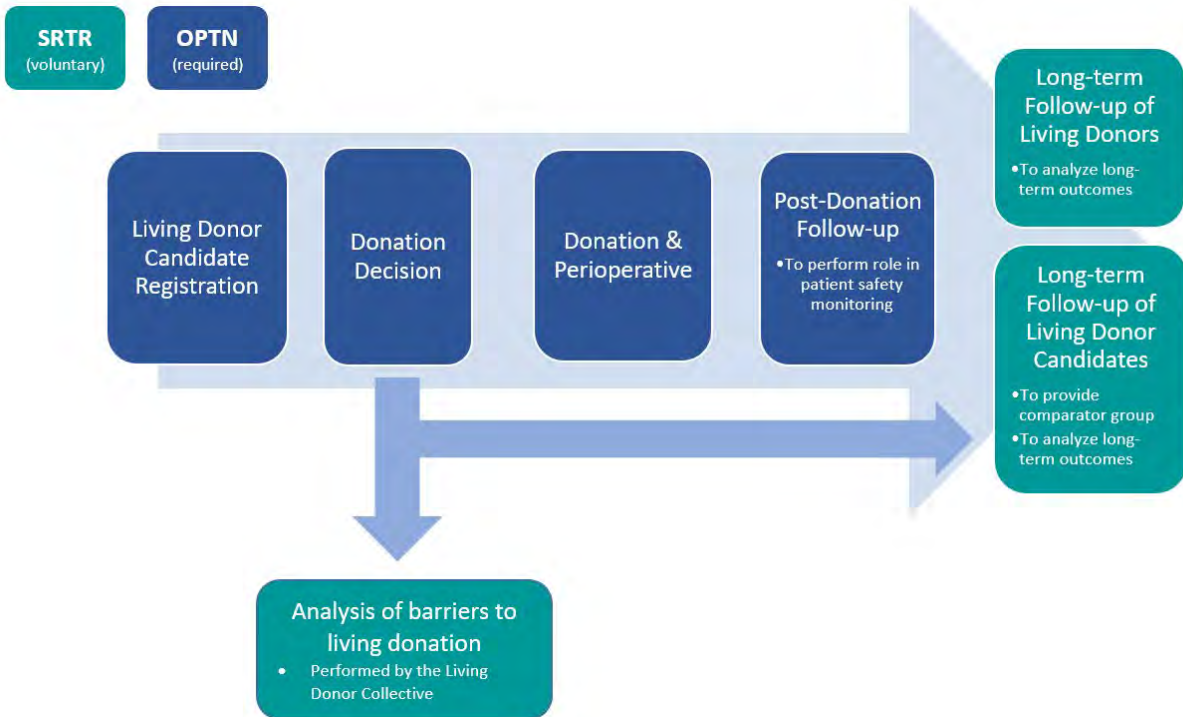 SRTR
(voluntary)
OPTN
(required)
Living Donor
Candidate
Registration
Donation
Decision
Donation &
Perioperative
Post-Donation
Follow-up
•To perform role in
patient safety
monitoring
Long-term
Follow-up of
Living Donors
•To analyze long-
term outcomes
Long-term
Follow-up of
Living Donor
Candidates
•To provide
comparator group
•To analyze long-
term outcomes
Analysis of barriers to
living donation
• Performed by the Living
Donor Collective